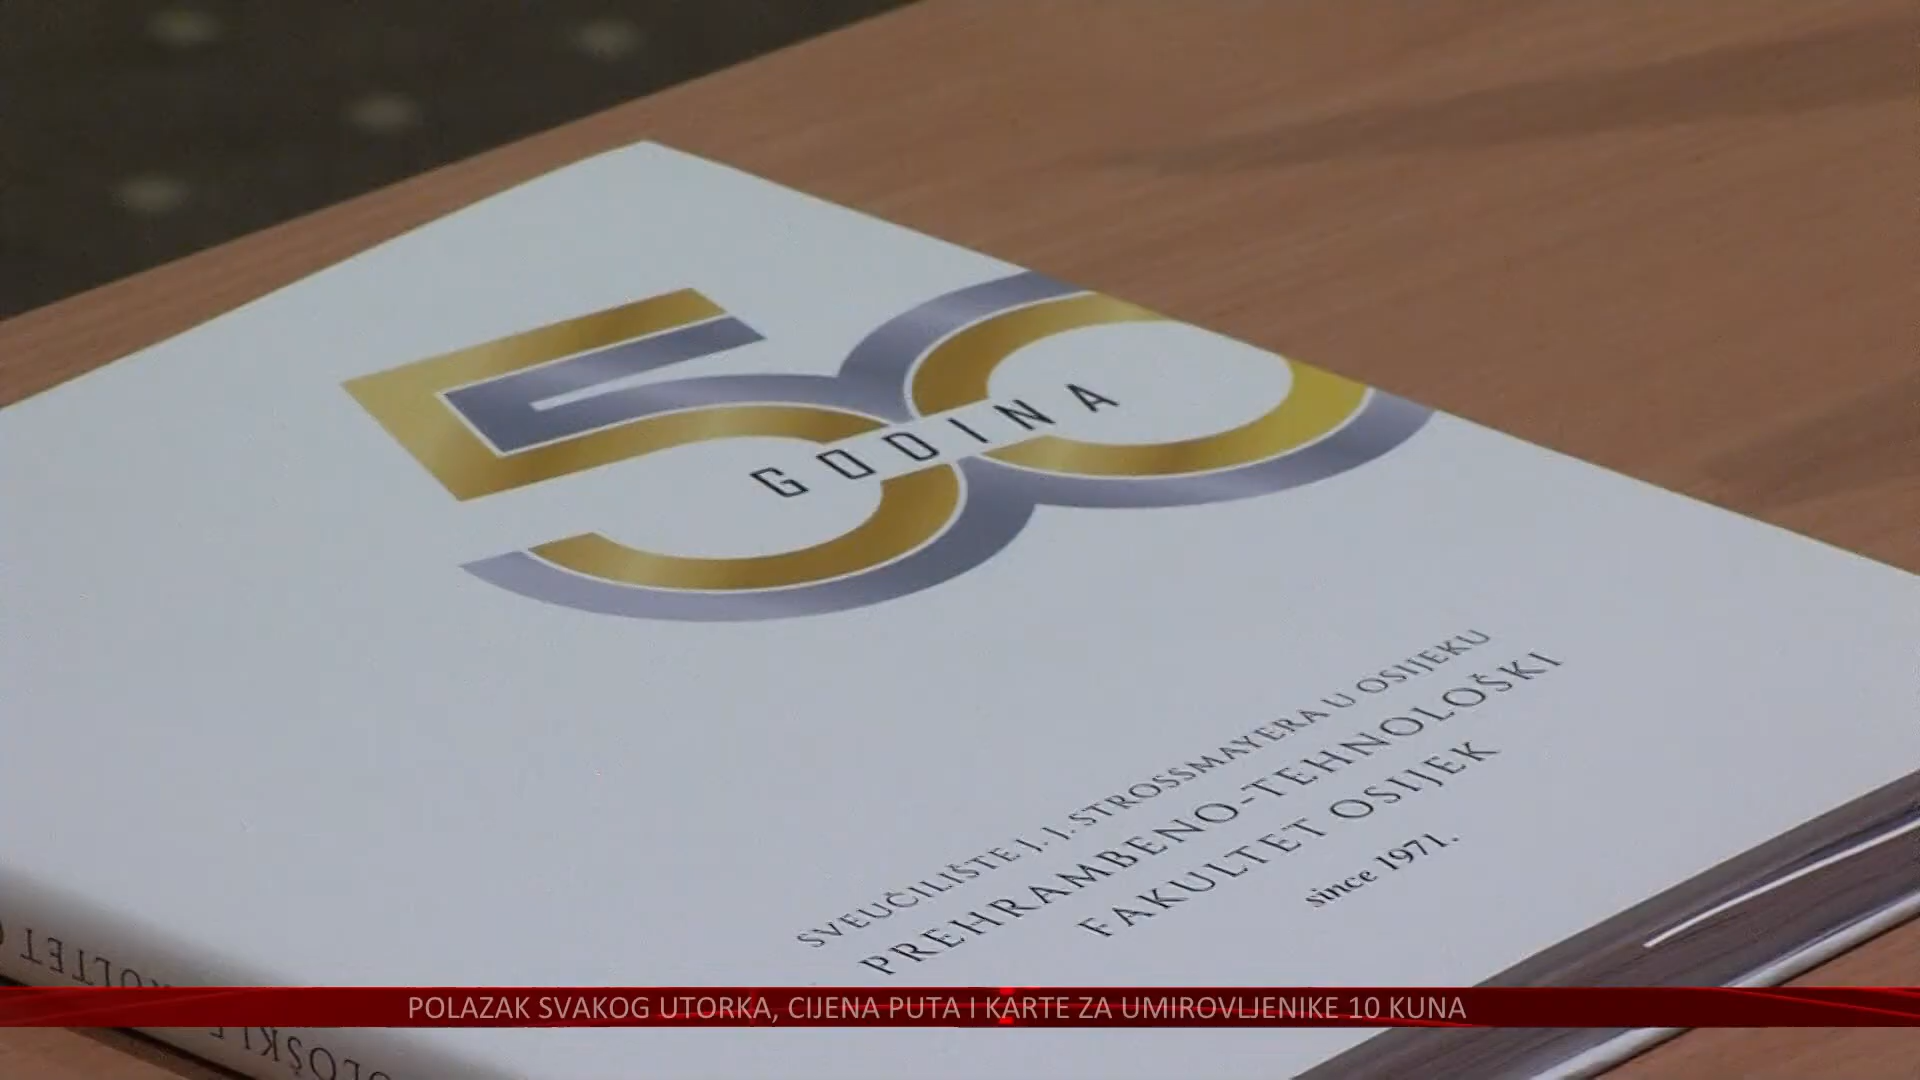 50
GODINA
SVEUČILIŠTE J. J. STROSSMAYERA U OSIJEKU
PREHRAMBENO-TEHNOLOŠKI
FAKULTET OSIJEK
since 1971.
POLAZAK SVAKOG UTORKA, CIJENA PUTA I KARTE ZA UMIROVLJENIKE 10 KUNA